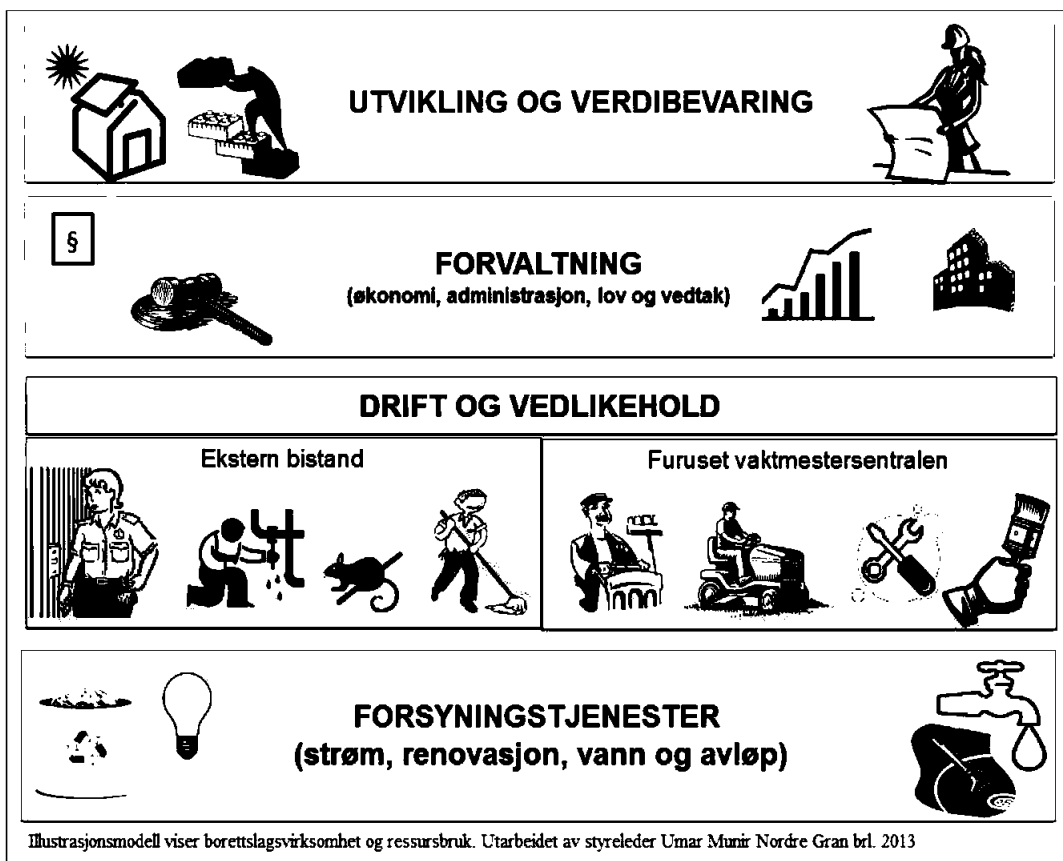 UTVIKLING OG VERDIBEVARING
§
FORVALTNING
(økonomi, administrasjon, lov og vedtak)
DRIFT OG VEDLIKEHOLD
Ekstern bistand
Furuset vaktmestersentralen
FORSYNINGSTJENESTER
(strøm, renovasjon, vann og avløp)
Illustrasjonsmodell viser borettslagsvirksomhet og ressursbruk. Utarbeidet av styreleder Umar Munir Nordre Gran brl. 2013